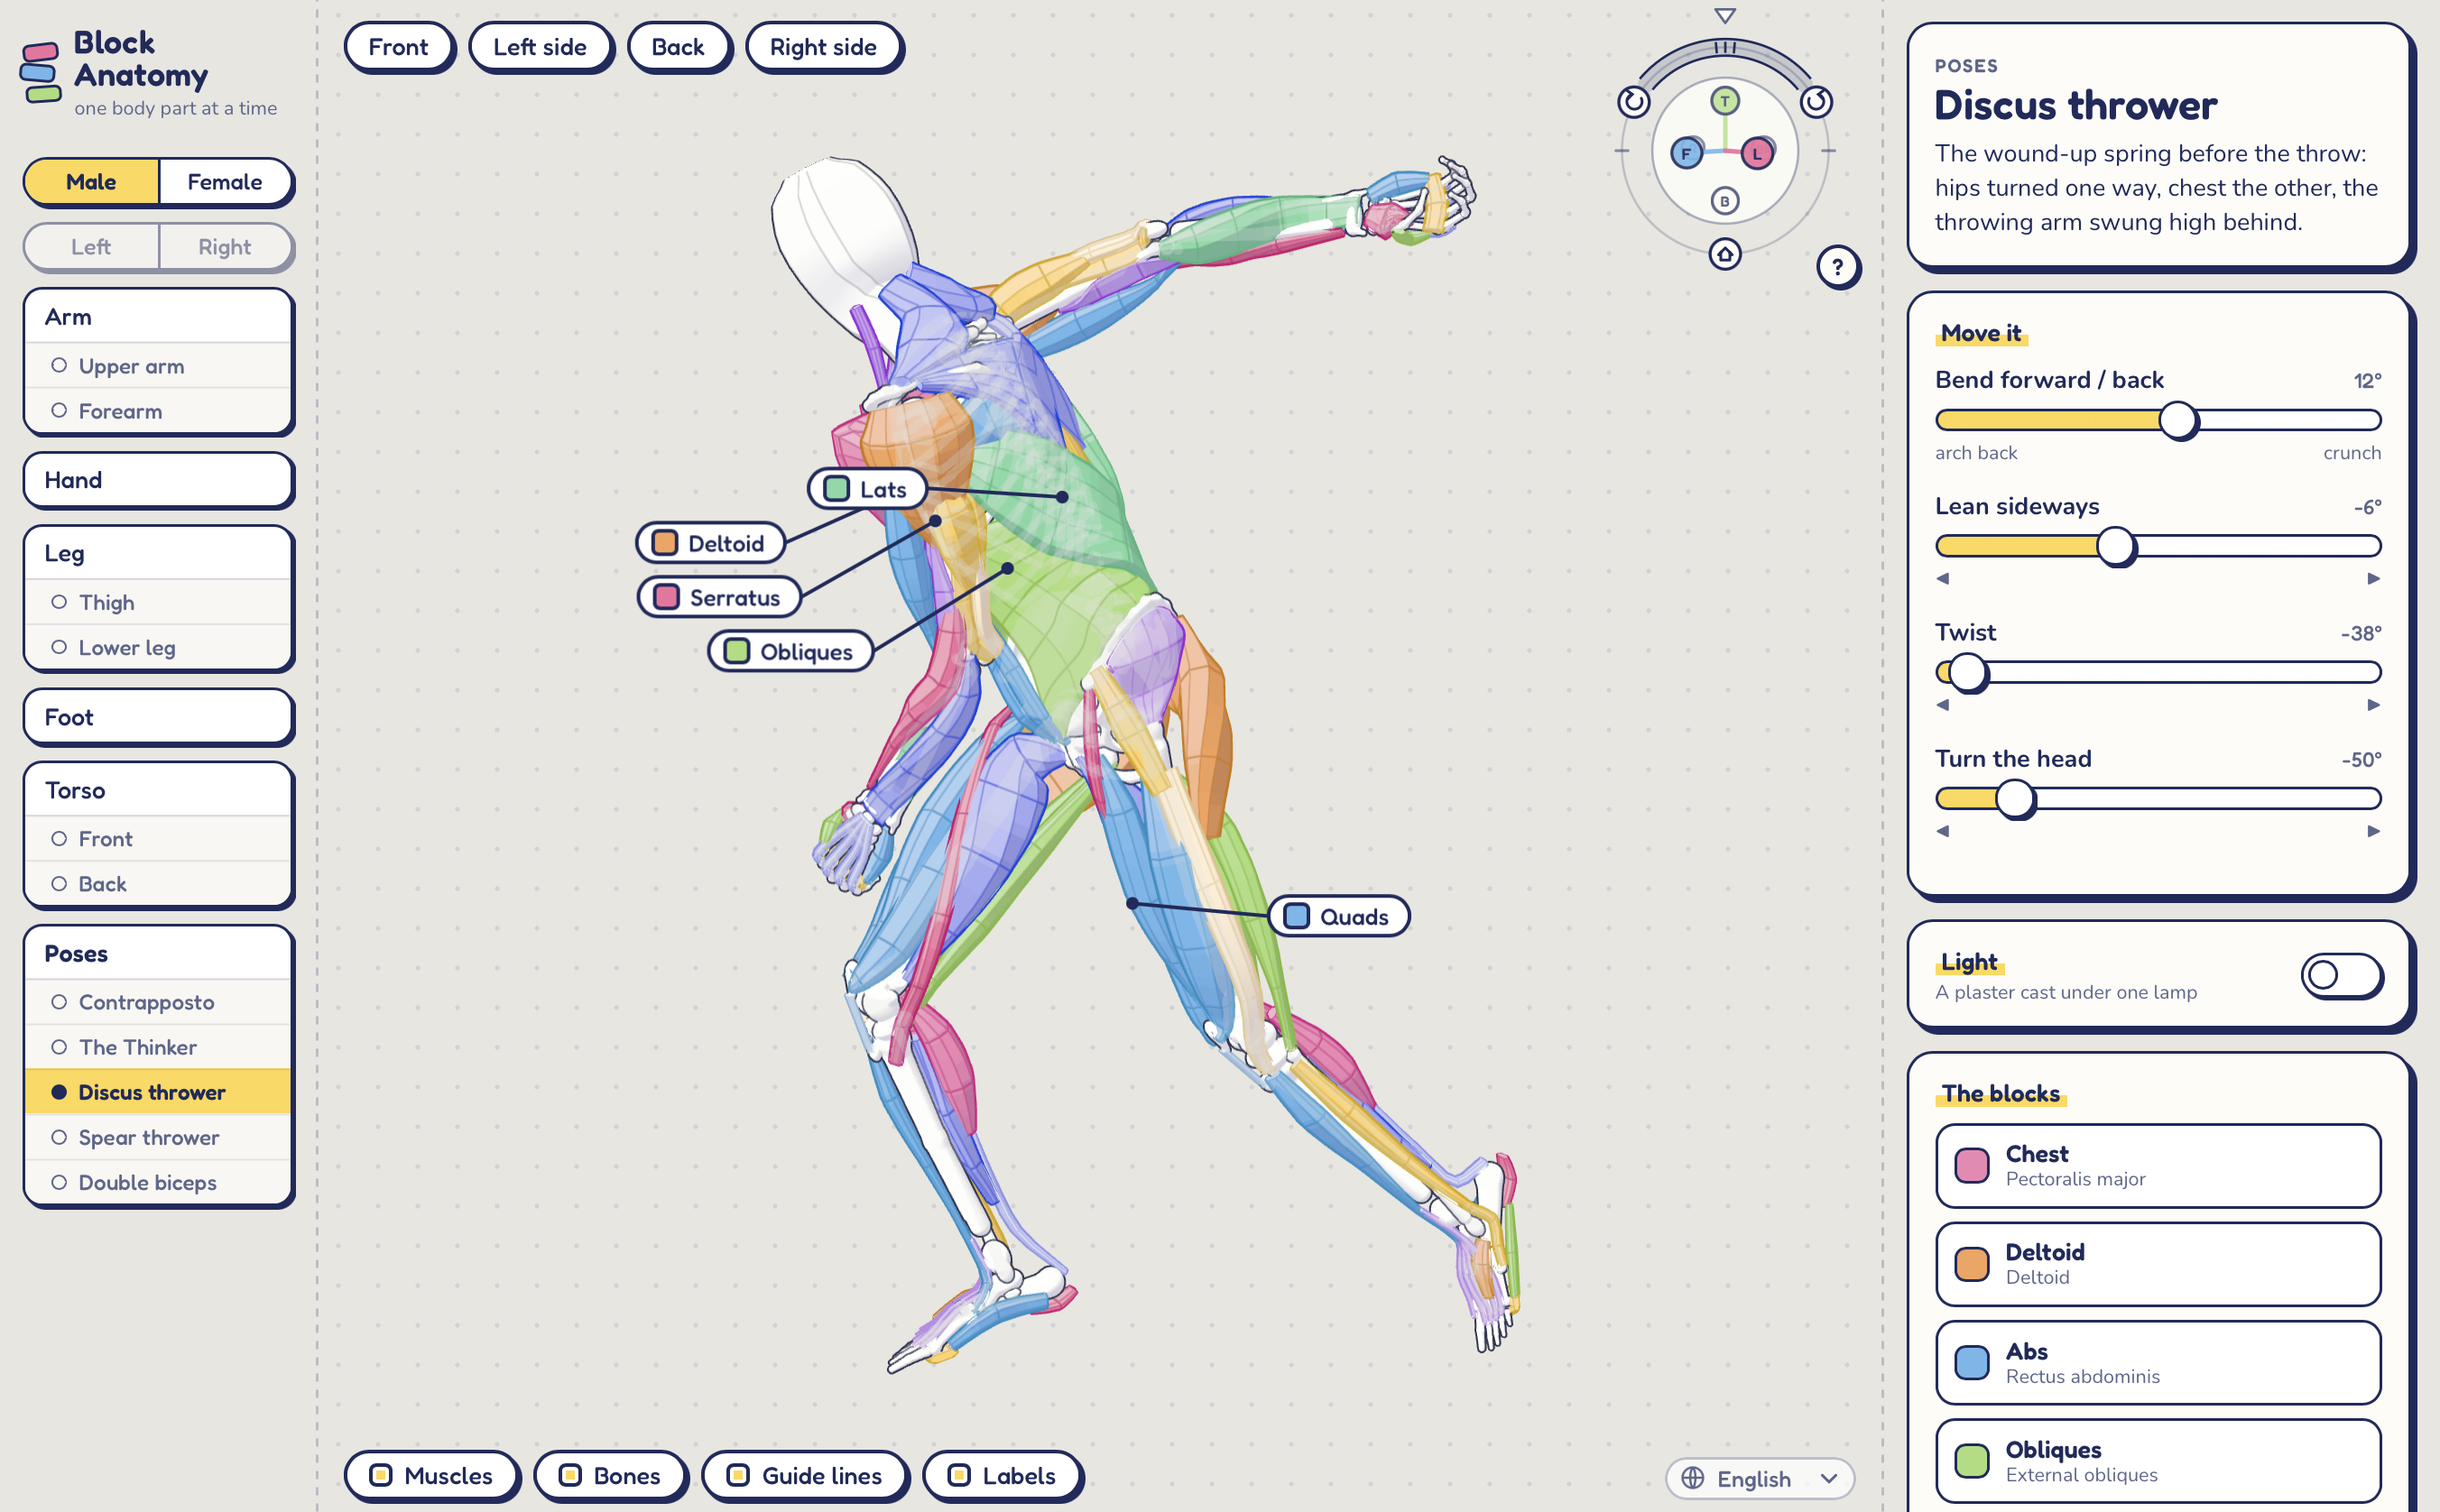 Block
Anatomy
one body part at a time
Male
Female
Left
Right
Arm
Upper arm
Forearm
Hand
Leg
Thigh
Lower leg
Foot
Torso
Front
Back
Poses
Contrapposto
The Thinker
Discus thrower
Spear thrower
Double biceps
Front
Left side
Back
Right side
T
F
L
B
?
Lats
Deltoid
Serratus
Obliques
Quads
Muscles
Bones
Guide lines
Labels
English
POSES
Discus thrower
The wound-up spring before the throw:
hips turned one way, chest the other, the
throwing arm swung high behind.
Move it
Bend forward / back
12°
arch back
crunch
Lean sideways
-6°
Twist
-38°
Turn the head
-50°
Light
A plaster cast under one lamp
The blocks
Chest
Pectoralis major
Deltoid
Deltoid
Abs
Rectus abdominis
Obliques
External obliques